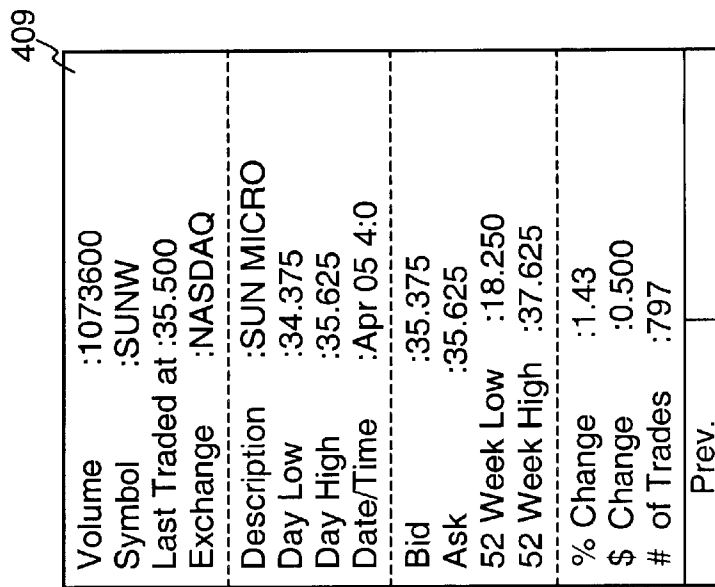 409
Volume :1073600
Symbol :SUNW
Last Traded at :35.500
Exchange :NASDAQ
Description :SUN MICRO
Day Low :34.375
Day High :35.625
Date/Time :Apr 05 4:0
Bid :35.375
Ask :35.625
52 Week Low :18.250
52 Week High :37.625
% Change :1.43
$ Change :0.500
# of Trades :797
Prev.